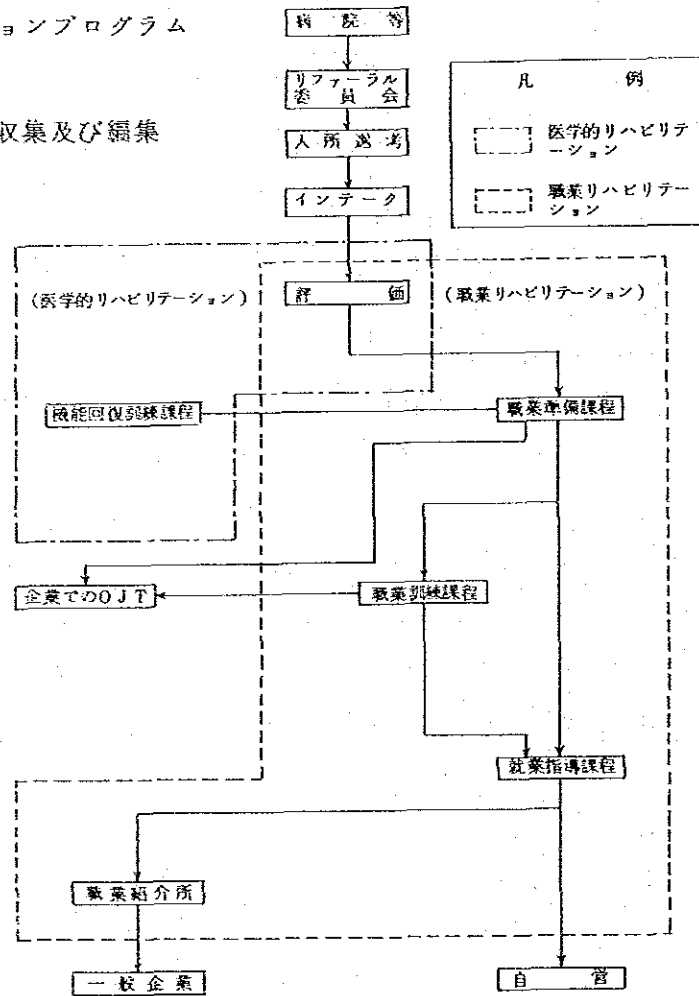 ョンプログラム
収集及び編集
病院等
リファーラル
委員会
入所選考
インテーク
凡例
医学的リハビリテ
ーション
職業リハビリテー
ション
(医学的リハビリテーション)
評価
(職業リハビリテーション)
機能回復訓練課程
職業準備課程
企業でのOJT
職業訓練課程
就業指導課程
職業紹介所
一般企業
自営